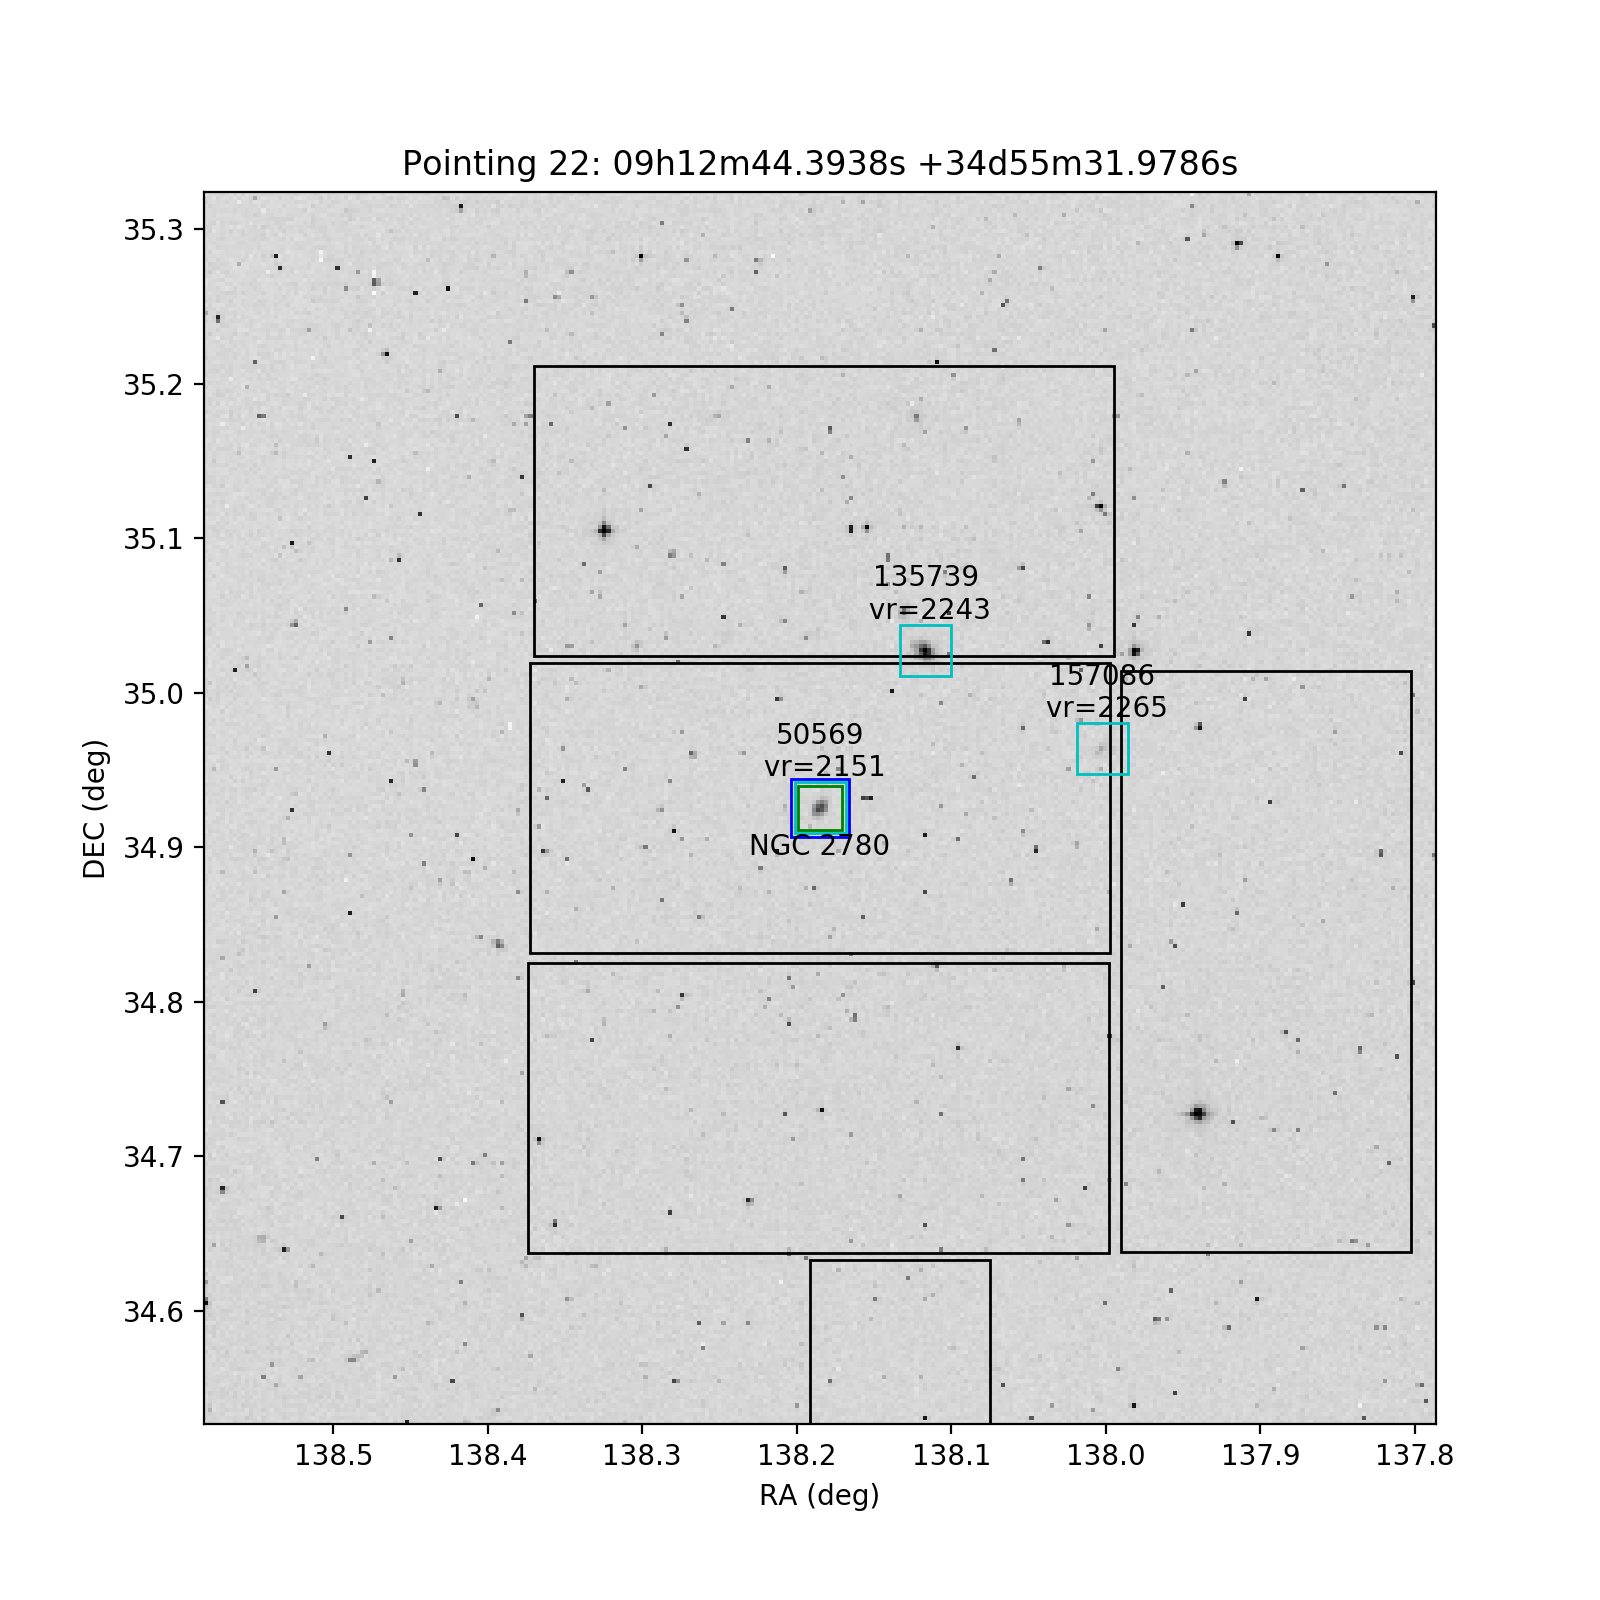 Pointing 22: 09h12m44.3938s +34d55m31.9786s
35.3
35.2
35.1
35.0
34.9
34.8
34.7
34.6
DEC (deg)
135739
vr=2243
157086
vr=2265
50569
vr=2151
NGC 2780
138.5 138.4 138.3 138.2 138.1 138.0 137.9 137.8
RA (deg)